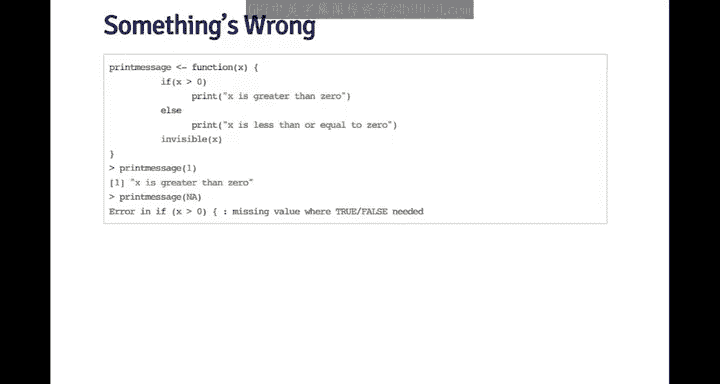 Something's Wrong
printmessage <- function(x) {
        if(x > 0)
                print("x is greater than zero")
        else
                print("x is less than or equal to zero")
        invisible(x)
}
> printmessage(1)
[1] "x is greater than zero"
> printmessage(NA)
Error in if (x > 0) { : missing value where TRUE/FALSE needed